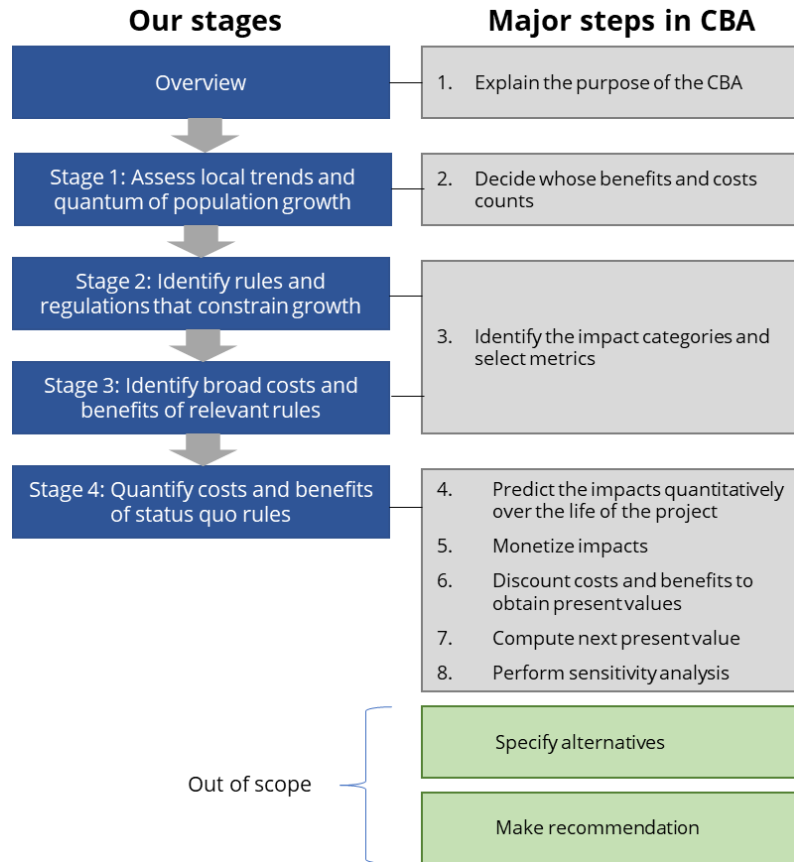 Our stages
Major steps in CBA
Overview
1. Explain the purpose of the CBA
Stage 1: Assess local trends and
quantum of population growth
2. Decide whose benefits and costs
counts
Stage 2: Identify rules and
regulations that constrain growth
3. Identify the impact categories and
select metrics
Stage 3: Identify broad costs and
benefits of relevant rules
Stage 4: Quantify costs and benefits
of status quo rules
4. Predict the impacts quantitatively
over the life of the project
5. Monetize impacts
6. Discount costs and benefits to
obtain present values
7. Compute next present value
8. Perform sensitivity analysis
Out of scope
Specify alternatives
Make recommendation